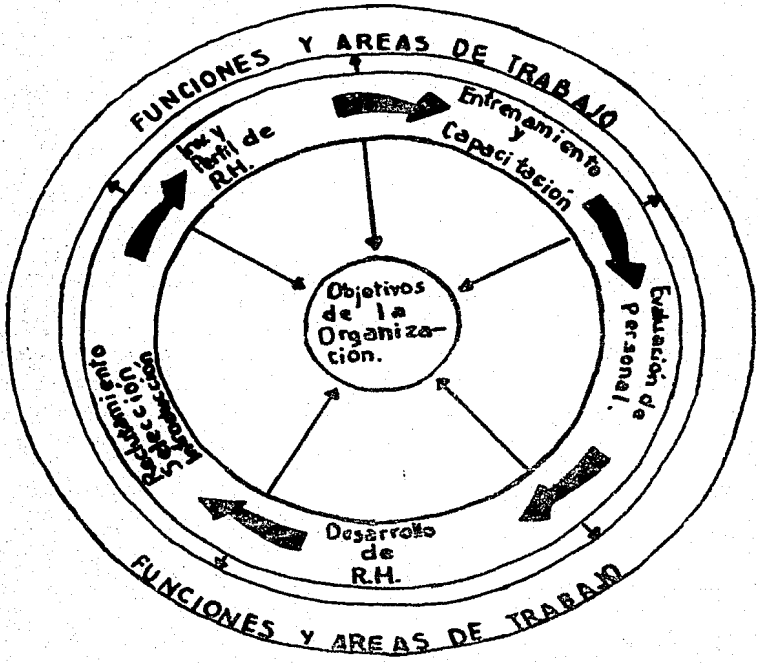 FUNCIONES Y AREAS DE TRABAJO
Entrenamiento
y
Capacitación
Inv. y
Perfil de
R.H.
Objetivos
de la
Organiza-
ción.
Evaluación de
Personal.
Reclutamiento
Selección
Desarrollo
de
R.H.
FUNCIONES Y AREAS DE TRABAJO